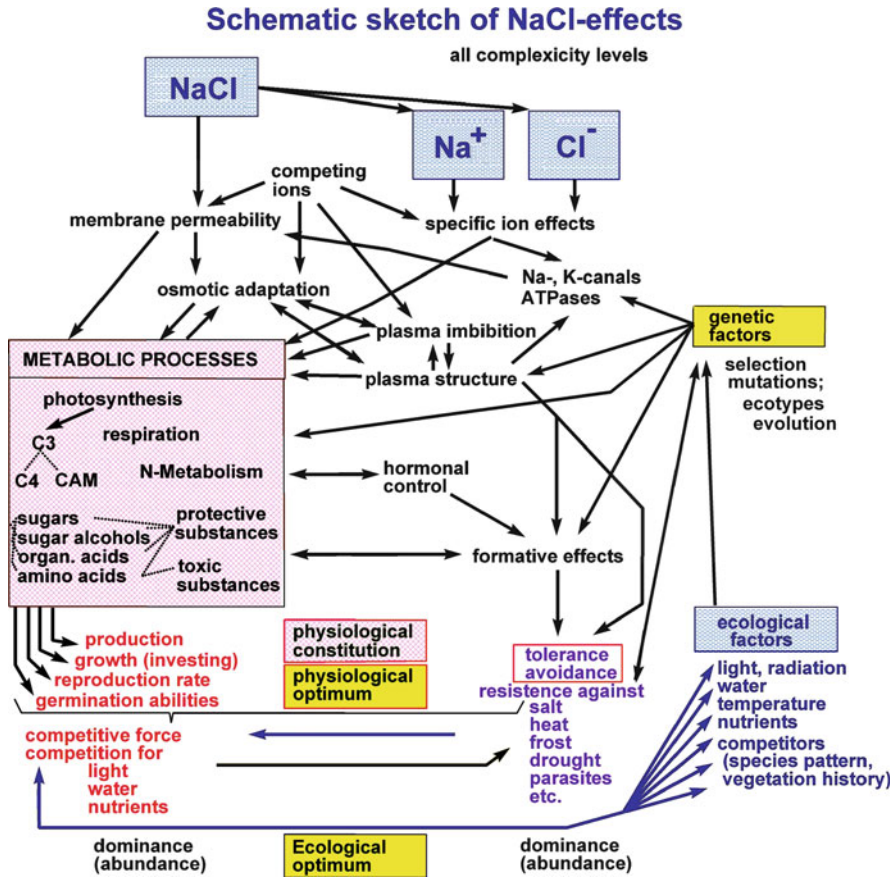 Schematic sketch of NaCl-effects
all complexicity levels
NaCl
Na+
Cl-
competing
ions
membrane permeability
specific ion effects
osmotic adaptation
Na-, K-canals
ATPases
plasma imbibition
genetic
factors
METABOLIC PROCESSES
plasma structure
selection
mutations;
ecotypes
evolution
photosynthesis
C3
respiration
C4
CAM
N-Metabolism
hormonal
control
sugars
sugar alcohols
organ. acids
amino acids
protective
substances
toxic
substances
formative effects
production
growth (investing)
reproduction rate
germination abilities
physiological
constitution
physiological
optimum
tolerance
avoidance
resistence against
salt
heat
frost
drought
parasites
etc.
ecological
factors
light, radiation
water
temperature
nutrients
competitors
(species pattern,
vegetation history)
competitive force
competition for
light
water
nutrients
dominance
(abundance)
Ecological
optimum
dominance
(abundance)